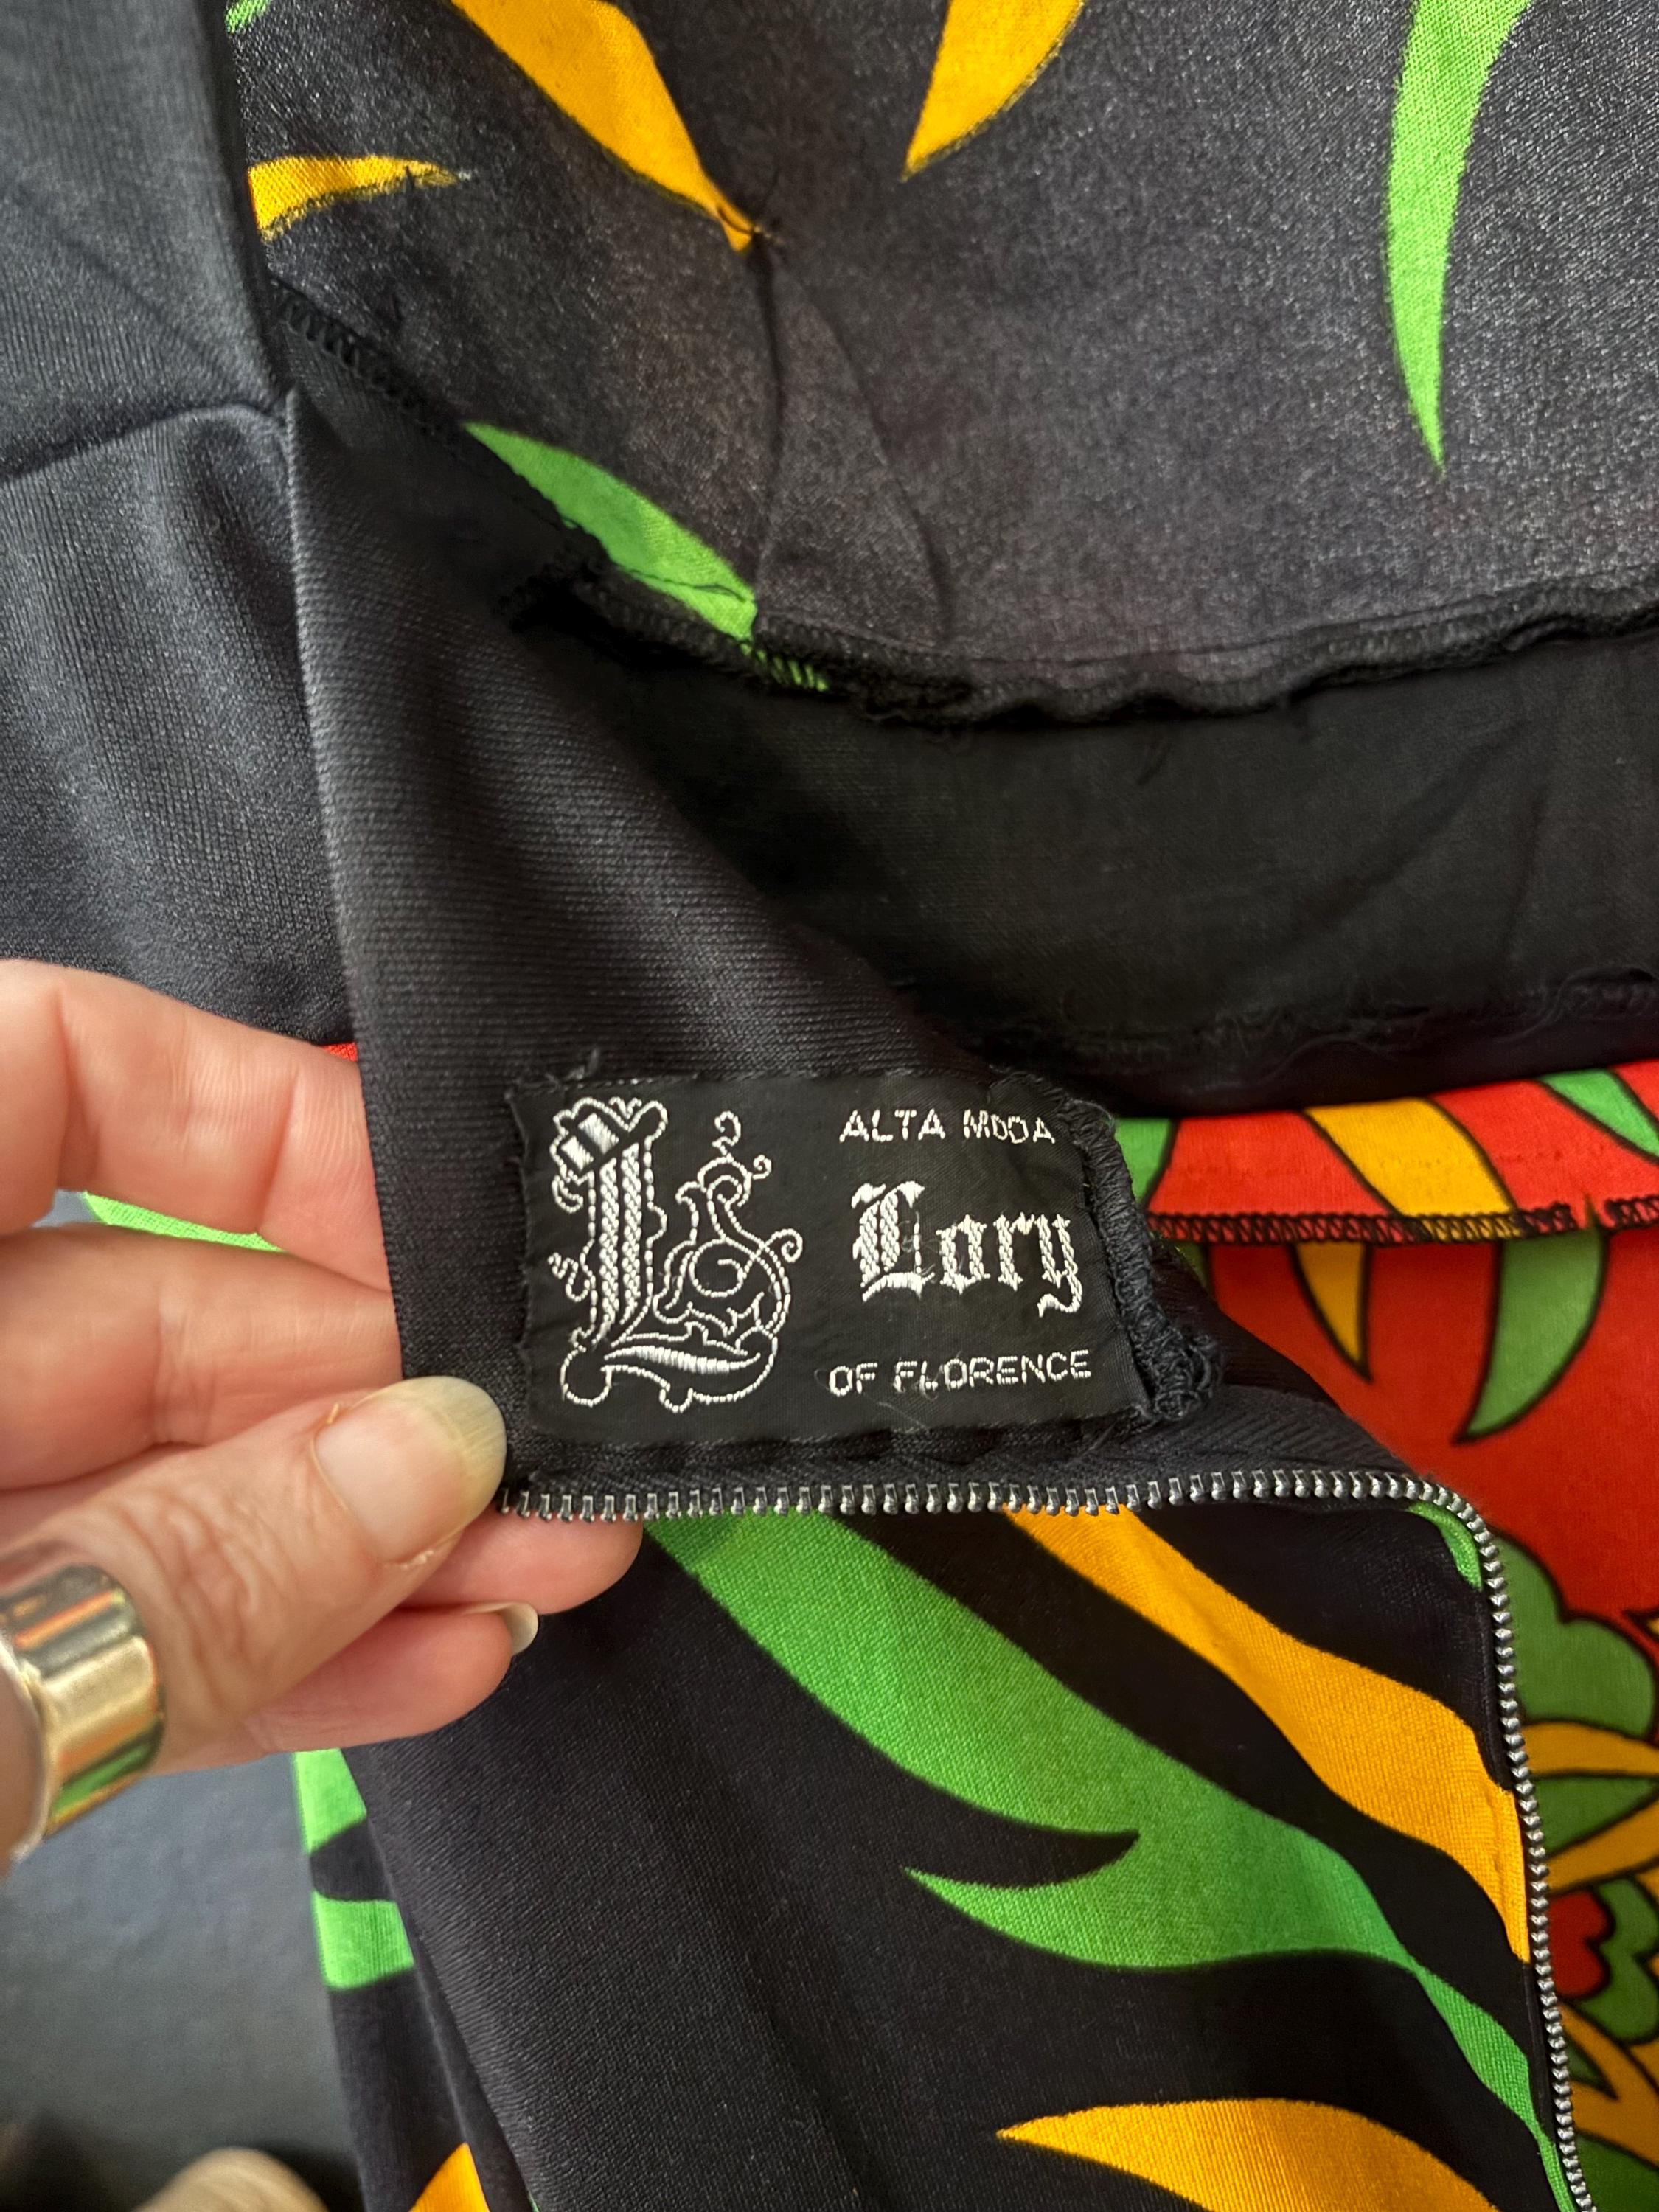 L
ALTA MODA
Lory
OF FLORENCE